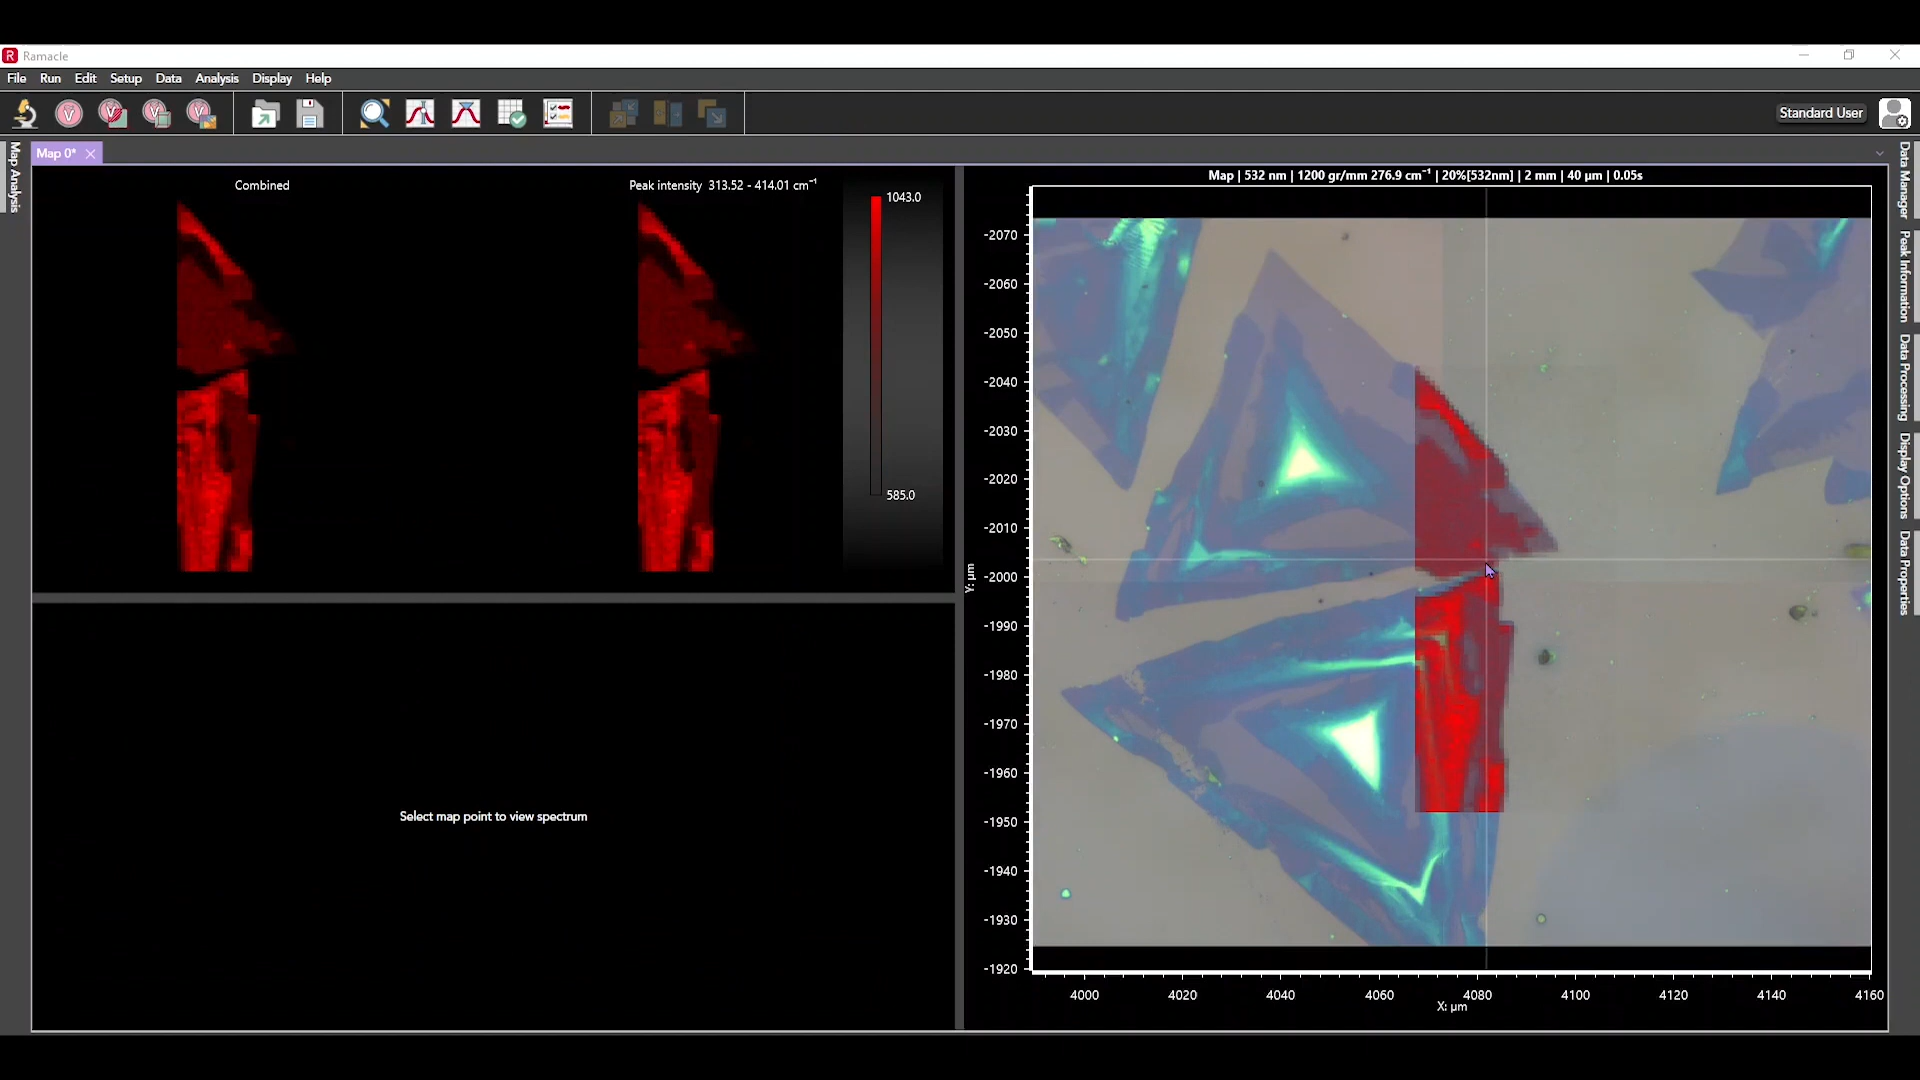 Ramacle
File Run Edit Setup Data Analysis Display Help
Standard User
Map 0*
Map Analysis
Combined
Peak intensity 313.52 - 414.01 cm⁻¹
1043.0
585.0
Select map point to view spectrum
Map | 532 nm | 1200 gr/mm 276.9 cm⁻¹ | 20%[532nm] | 2 mm | 40 µm | 0.05s
-2070
-2060
-2050
-2040
-2030
-2020
-2010
-2000
-1990
-1980
-1970
-1960
-1950
-1940
-1930
-1920
Y: µm
4000 4020 4040 4060 4080 4100 4120 4140 4160
X: µm
Data Manager
Peak Information
Data Processing
Display Options
Data Properties